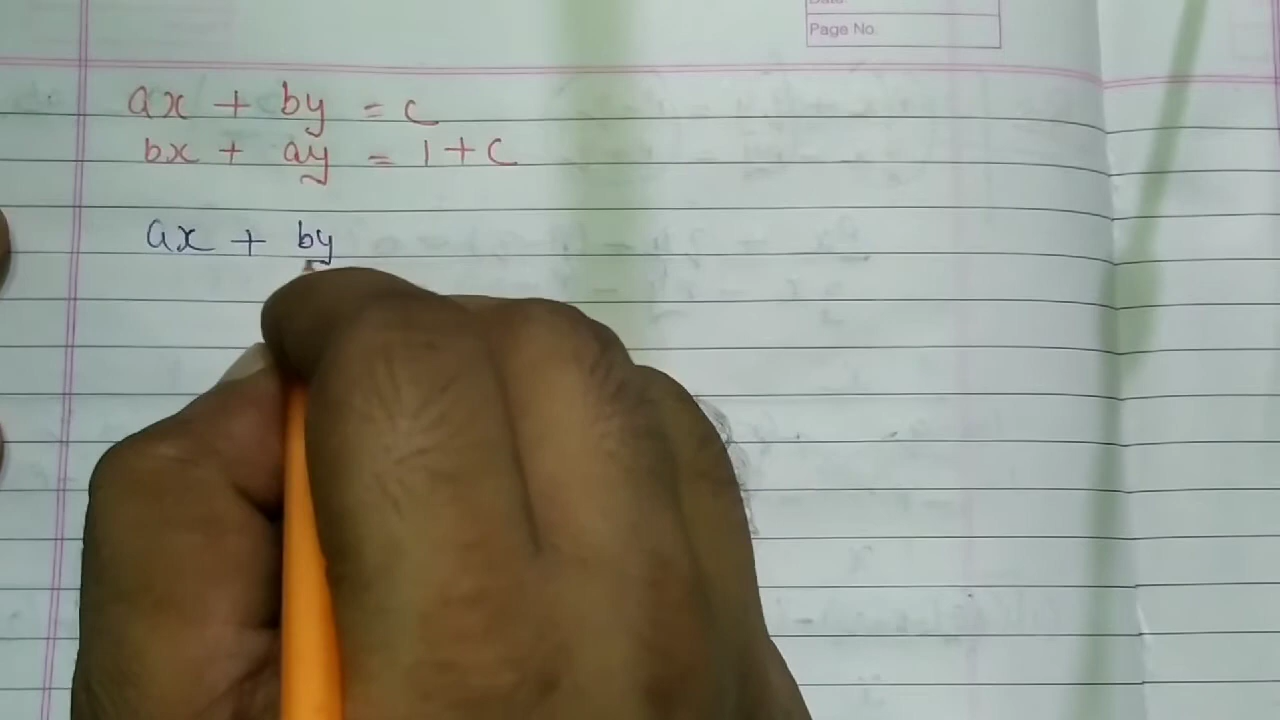 Page No.
ax + by = c
bx + ay = 1 + c
ax + by